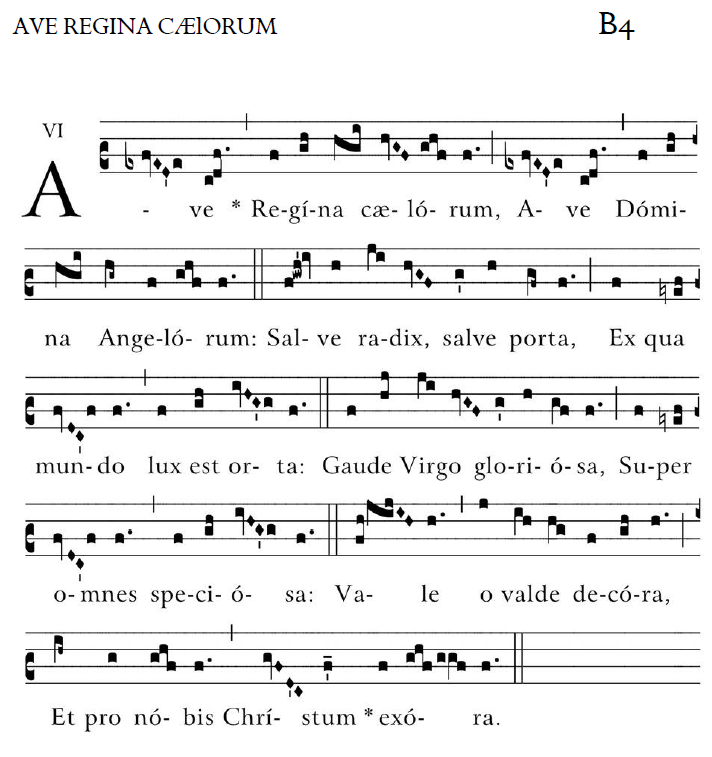 AVE REGINA CÆIORUM B4
VI
A - ve * Re-gí-na cæ-ló-rum, A-ve Dómi-
na Ange-ló-rum: Sal-ve ra-dix, salve porta, Ex qua
mun-do lux est or-ta: Gaude Virgo glo-ri-ó-sa, Su-per
o-mnes spe-ci-ó-sa: Va-le o valde de-có-ra,
Et pro nó-bis Chrí-stum * exó-ra.